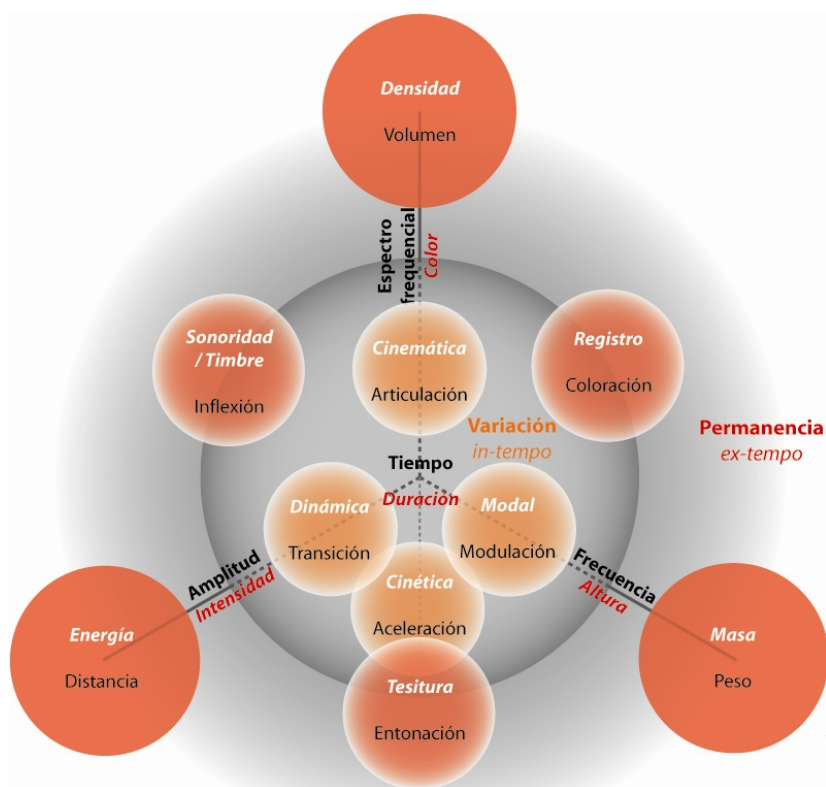 Densidad
Volumen
Espectro
frequencial
Color
Sonoridad
/ Timbre
Inflexión
Cinemática
Articulación
Registro
Coloración
Variación
in-tempo
Permanencia
ex-tempo
Tiempo
Duración
Dinámica
Transición
Modal
Modulación
Amplitud
Intensidad
Cinética
Aceleración
Frecuencia
Altura
Energía
Distancia
Tesitura
Entonación
Masa
Peso